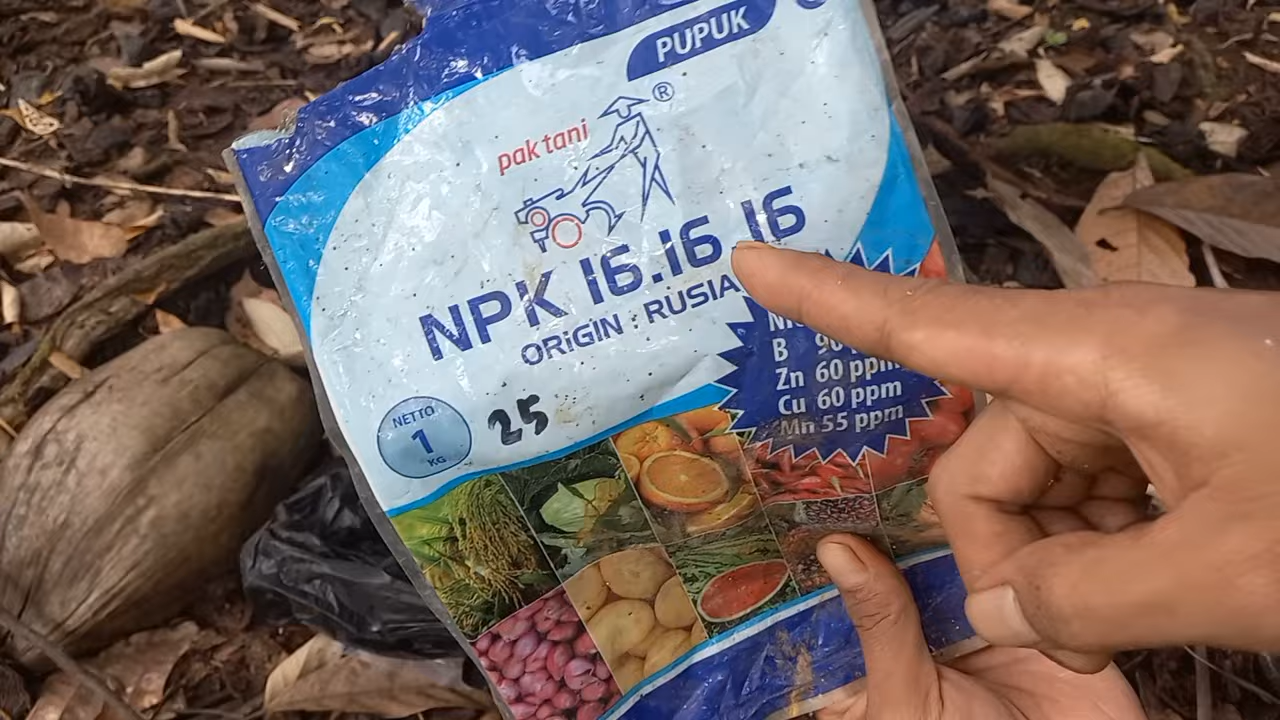 PUPUK
pak tani
®
NPK 16.16.16
ORiGIN : RUSIA
NETTO
1
KG
25
B
Zn 60 ppm
Cu 60 ppm
Mn 55 ppm